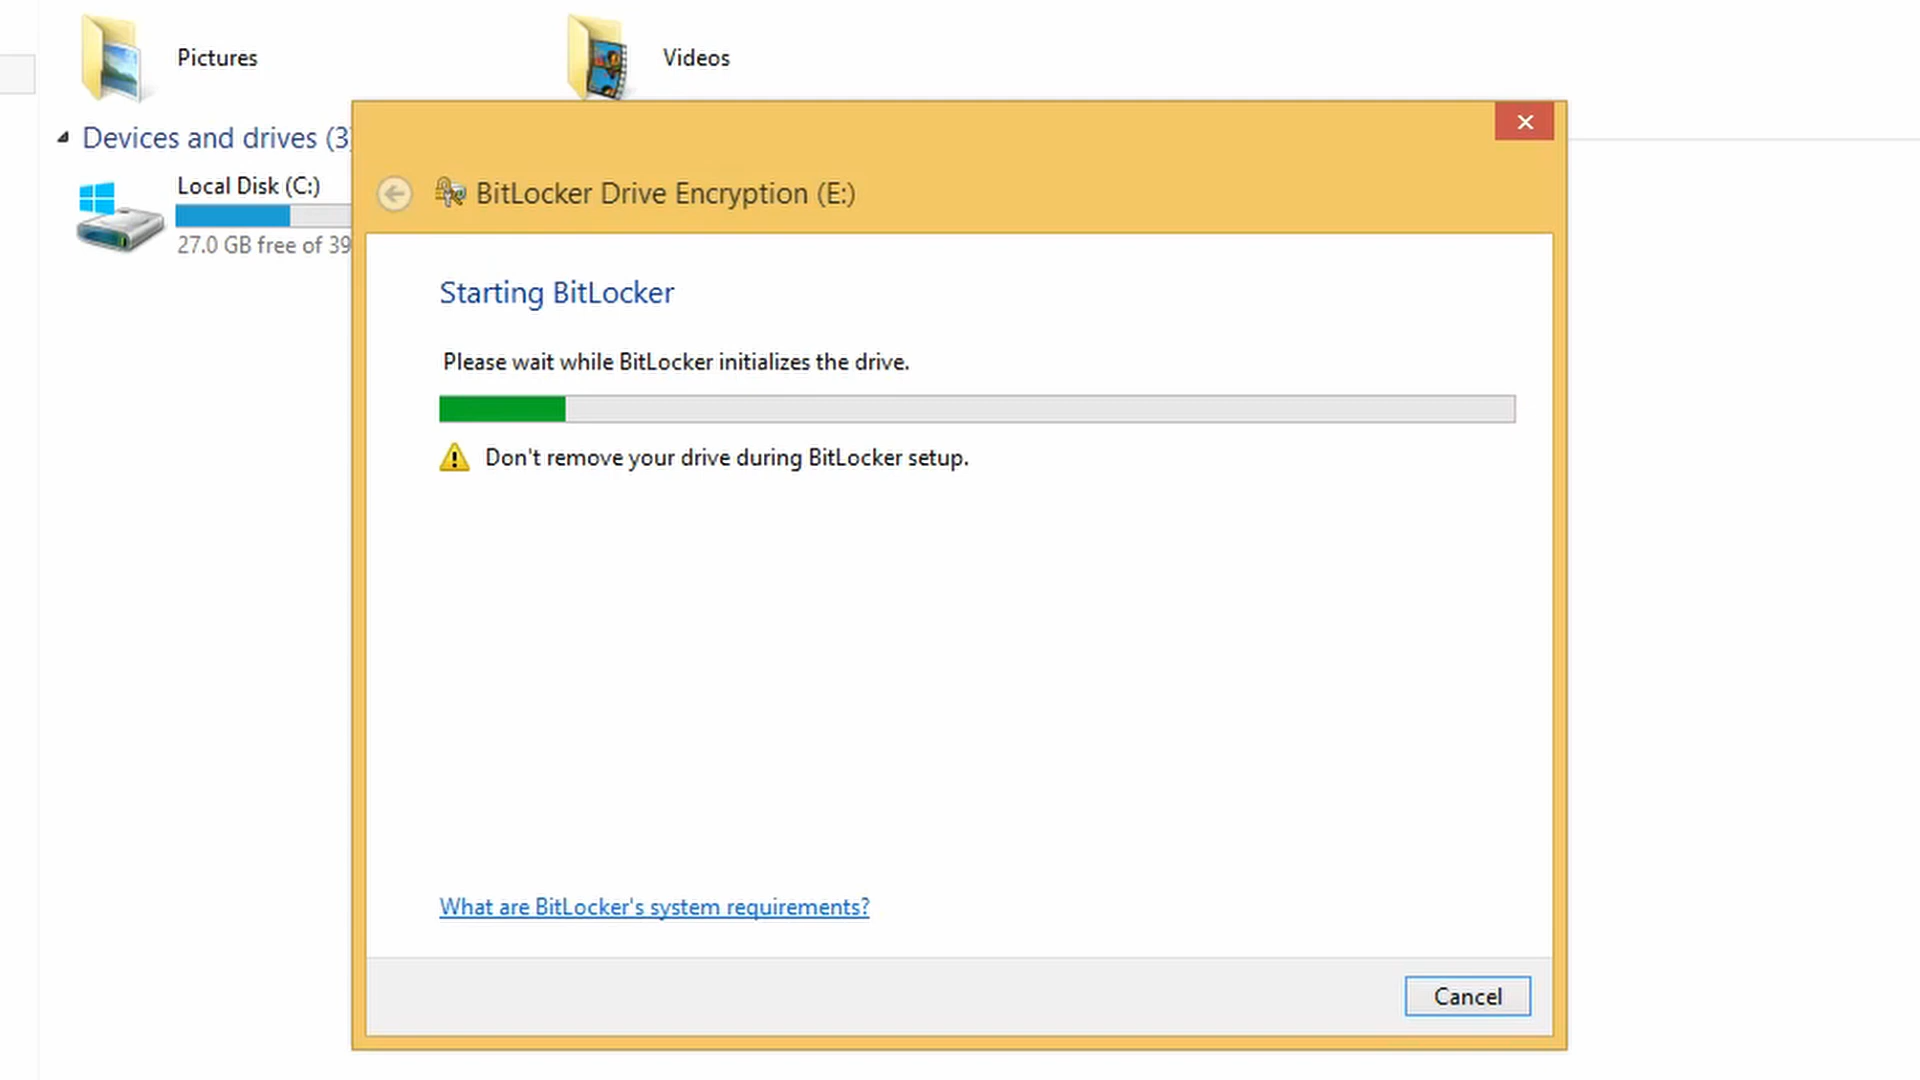 Pictures
Videos
Devices and drives (3)
Local Disk (C:)
27.0 GB free of 39
BitLocker Drive Encryption (E:)
Starting BitLocker
Please wait while BitLocker initializes the drive.
Don't remove your drive during BitLocker setup.
What are BitLocker's system requirements?
Cancel